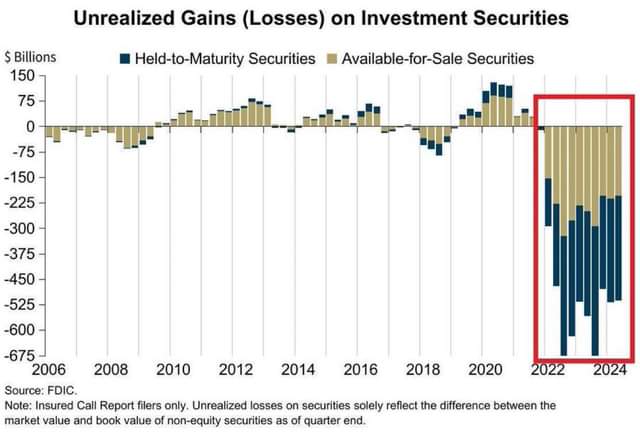 Unrealized Gains (Losses) on Investment Securities
$ Billions
Held-to-Maturity Securities Available-for-Sale Securities
150
75
0
-75
-150
-225
-300
-375
-450
-525
-600
-675
2006 2008 2010 2012 2014 2016 2018 2020 2022 2024
Source: FDIC.
Note: Insured Call Report filers only. Unrealized losses on securities solely reflect the difference between the
market value and book value of non-equity securities as of quarter end.